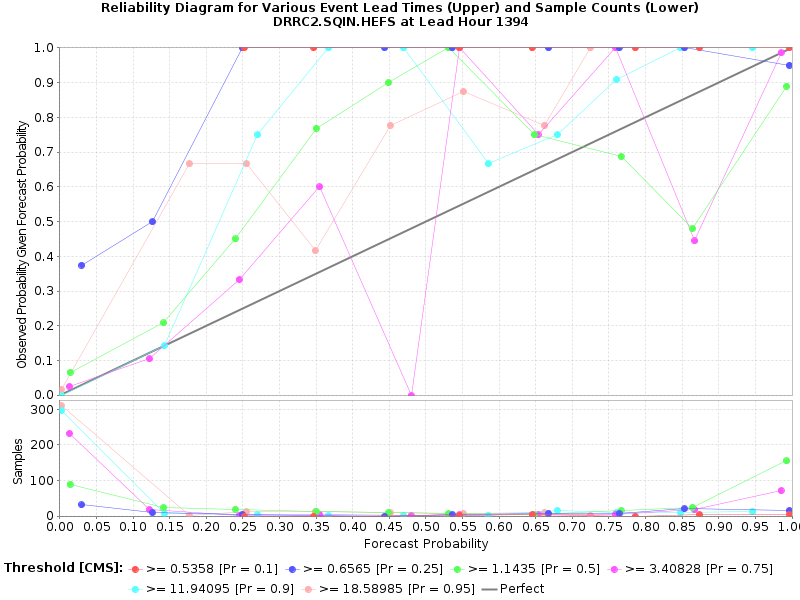 Reliability Diagram for Various Event Lead Times (Upper) and Sample Counts (Lower)
DRRC2.SQIN.HEFS at Lead Hour 1394
Observed Probability Given Forecast Probability
1.0
0.9
0.8
0.7
0.6
0.5
0.4
0.3
0.2
0.1
0.0
Samples
300
200
100
0
0.00 0.05 0.10 0.15 0.20 0.25 0.30 0.35 0.40 0.45 0.50 0.55 0.60 0.65 0.70 0.75 0.80 0.85 0.90 0.95 1.0
Forecast Probability
Threshold [CMS]: >= 0.5358 [Pr = 0.1] >= 0.6565 [Pr = 0.25] >= 1.1435 [Pr = 0.5] >= 3.40828 [Pr = 0.75]
>= 11.94095 [Pr = 0.9] >= 18.58985 [Pr = 0.95] Perfect